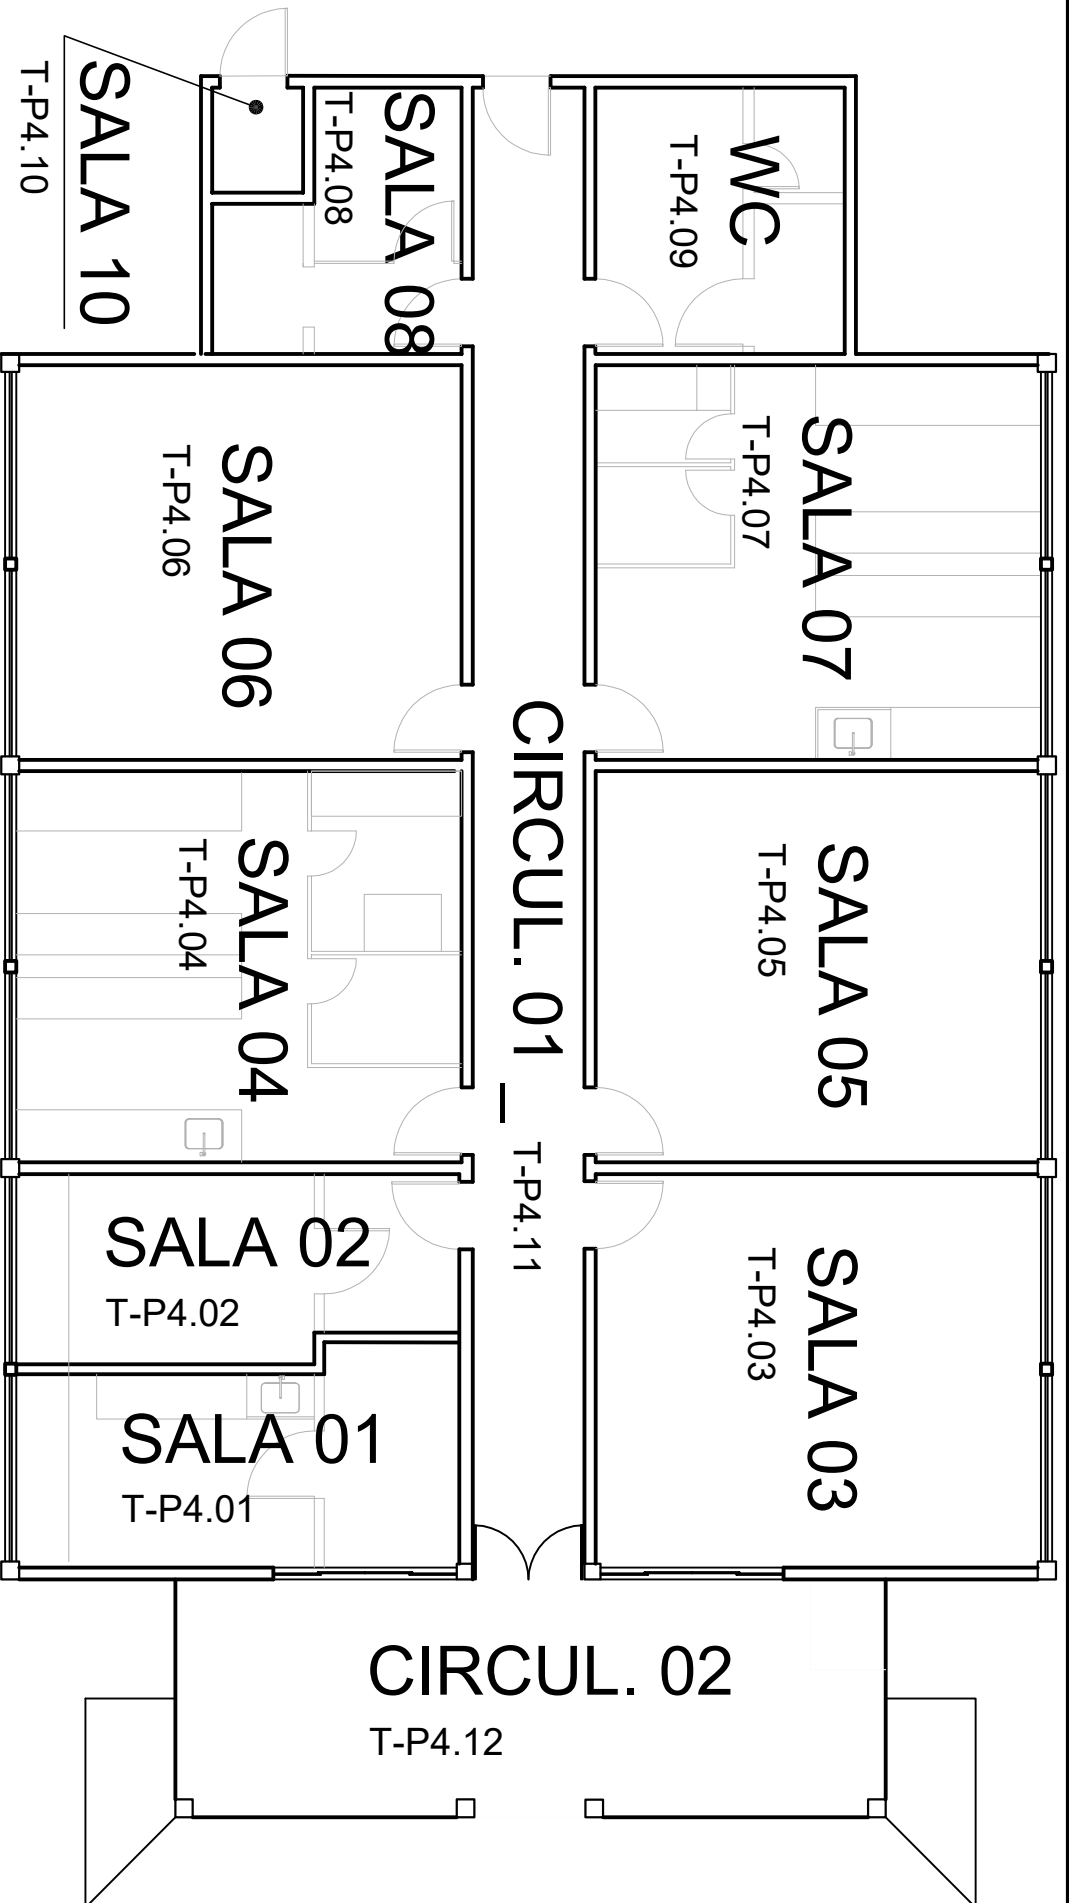 SALA 10
T-P4.10
SALA 08
T-P4.08
WC
T-P4.09
SALA 06
T-P4.06
SALA 07
T-P4.07
CIRCUL. 01 _ T-P4.11
SALA 04
T-P4.04
SALA 05
T-P4.05
SALA 02
T-P4.02
SALA 03
T-P4.03
SALA 01
T-P4.01
CIRCUL. 02
T-P4.12